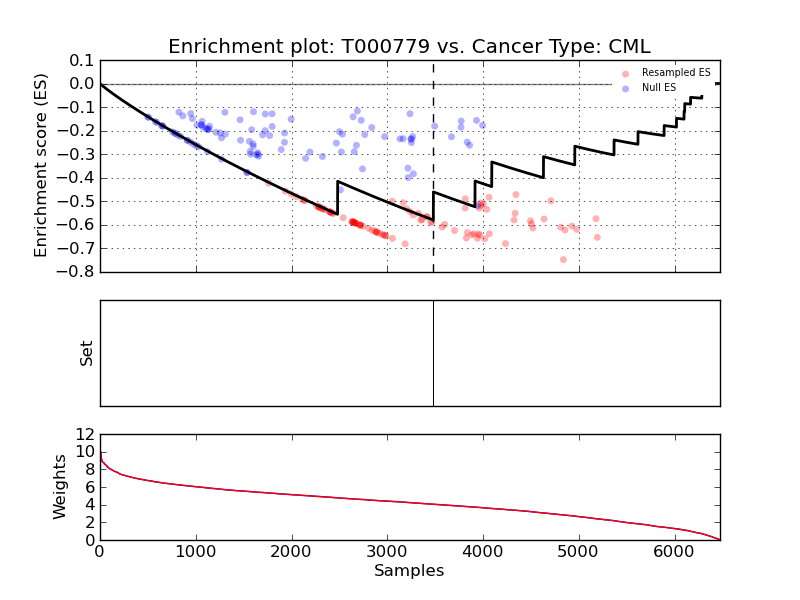 Enrichment plot: T000779 vs. Cancer Type: CML
Enrichment score (ES)
0.1
0.0
−0.1
−0.2
−0.3
−0.4
−0.5
−0.6
−0.7
−0.8
Resampled ES
Null ES
Set
Weights
12
10
8
6
4
2
0
0 1000 2000 3000 4000 5000 6000
Samples